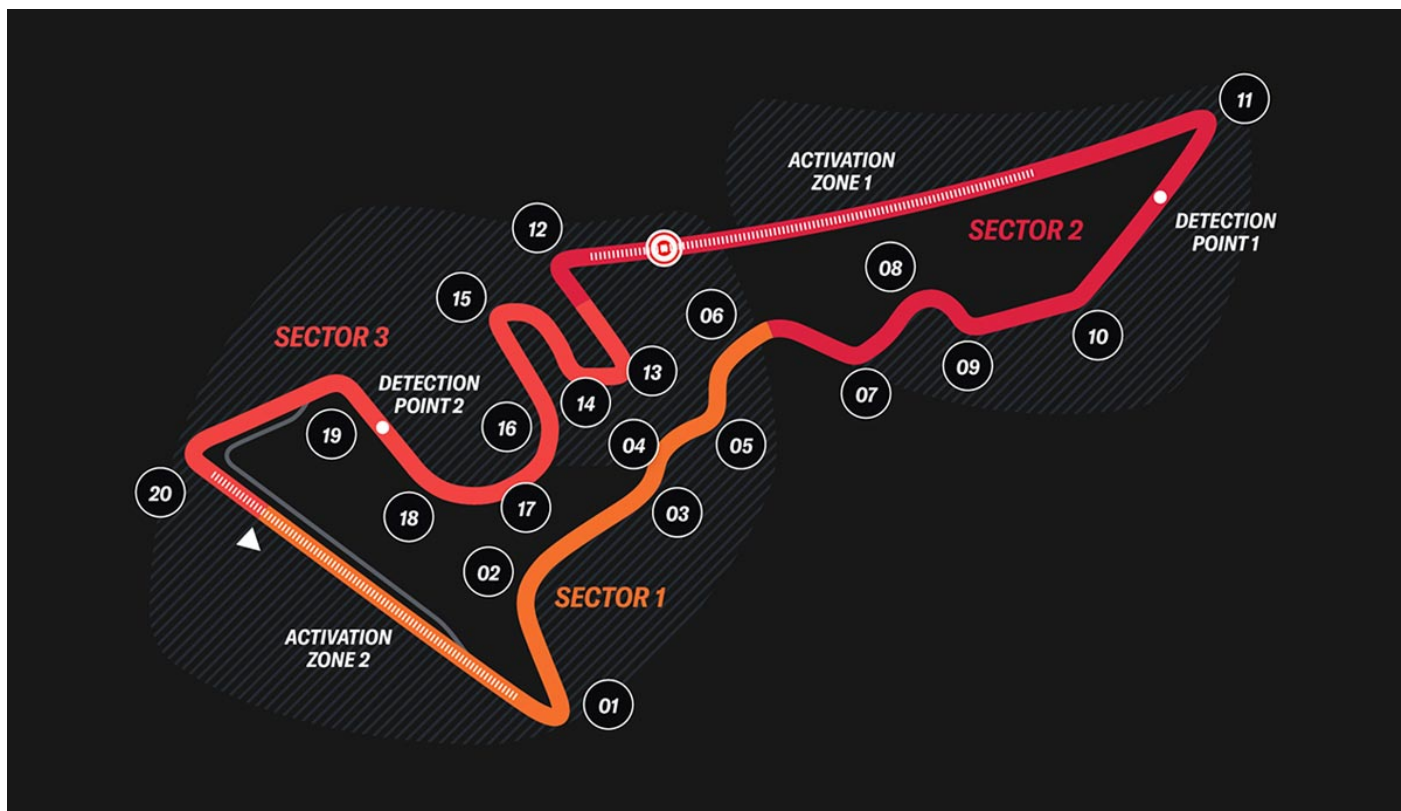 11
ACTIVATION
ZONE 1
12
SECTOR 2
DETECTION
POINT 1
08
15
06
SECTOR 3
10
09
13
DETECTION
POINT 2
07
14
16
19
04
05
20
17
03
18
02
SECTOR 1
ACTIVATION
ZONE 2
01